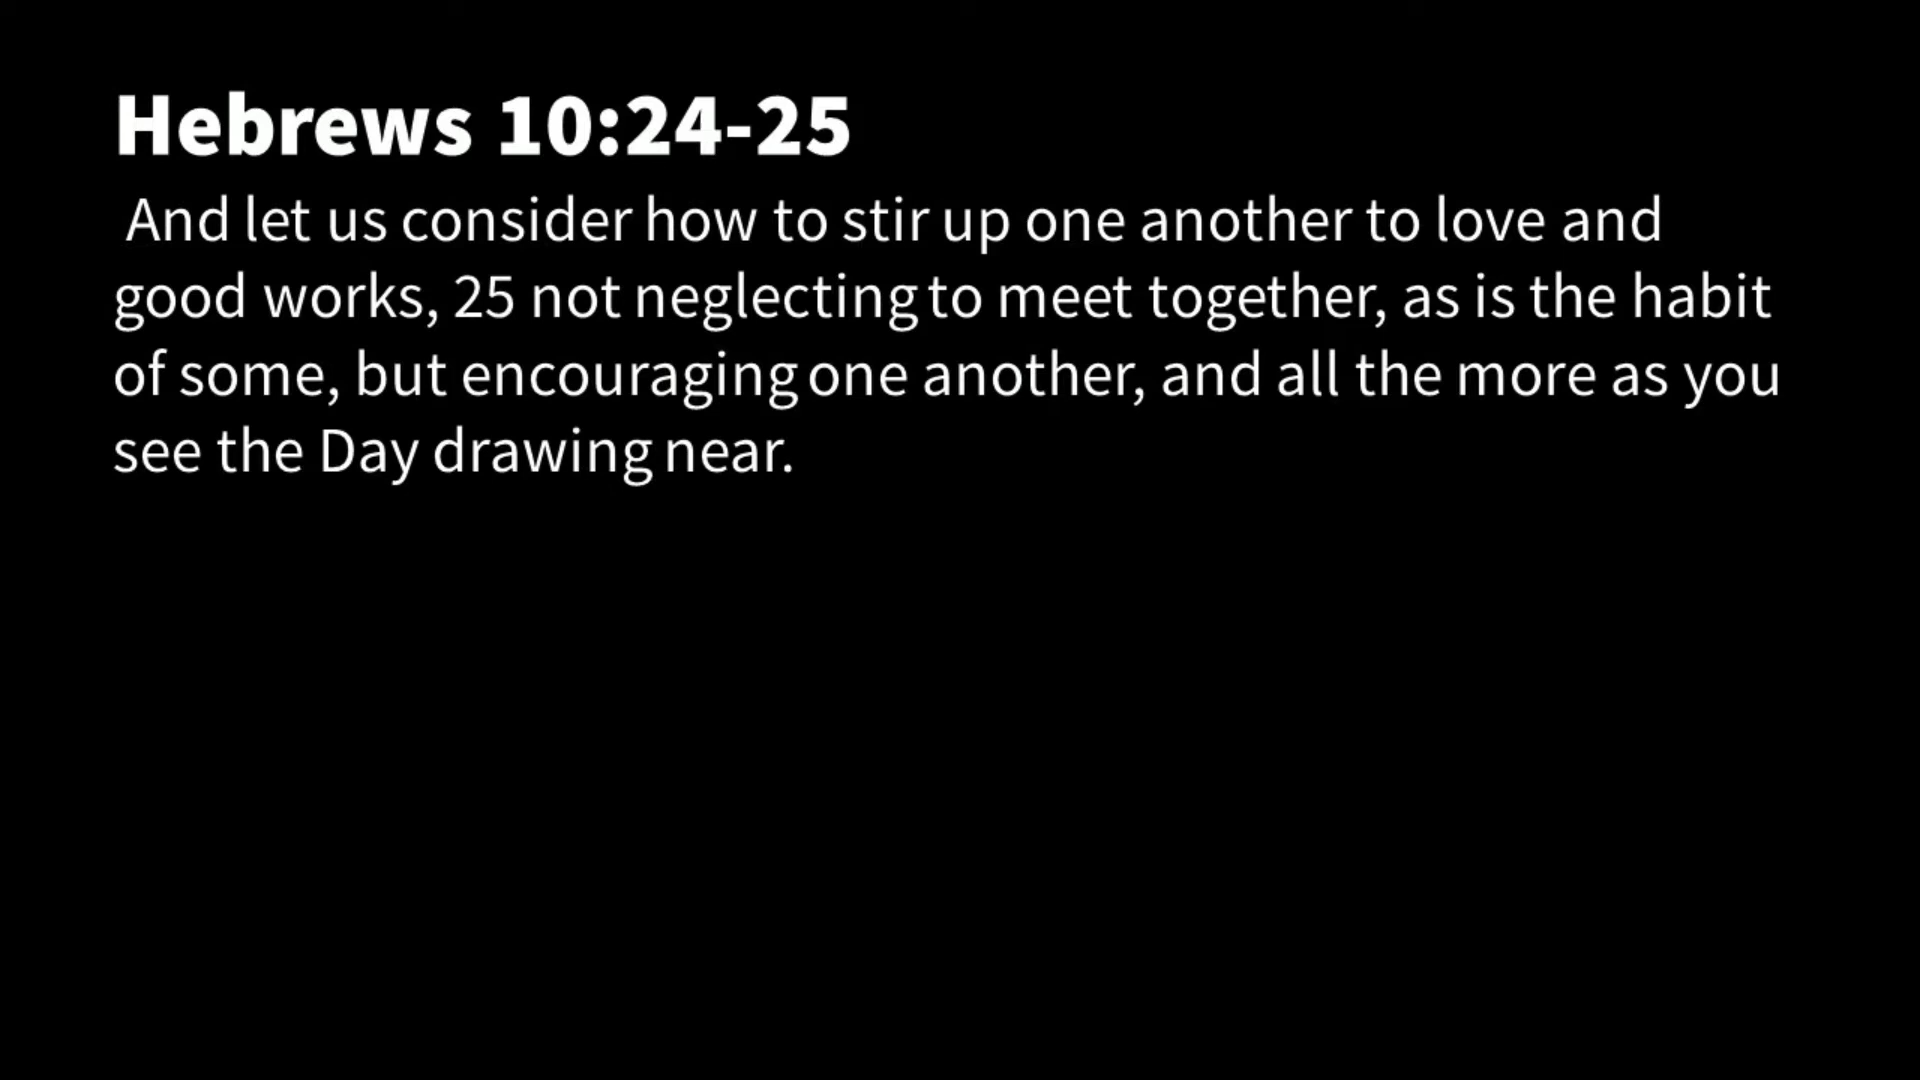 Hebrews 10:24-25
And let us consider how to stir up one another to love and
good works, 25 not neglecting to meet together, as is the habit
of some, but encouraging one another, and all the more as you
see the Day drawing near.